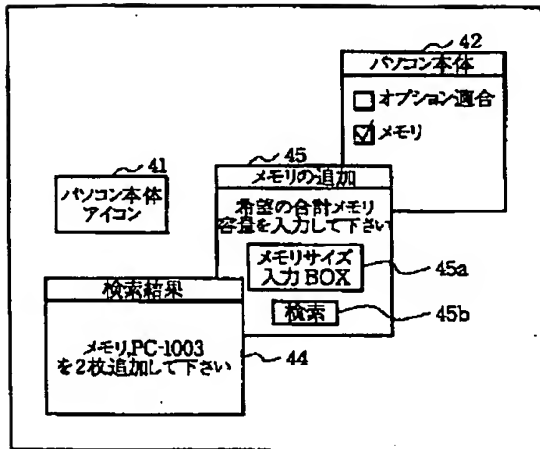 42
パソコン本体
オプション適合
メモリ
41
パソコン本体
アイコン
45
メモリの追加
希望の合計メモリ
容量を入力して下さい
メモリサイズ
入力BOX
45a
検索
45b
検索結果
メモリ,PC-1003
を2枚追加して下さい
44